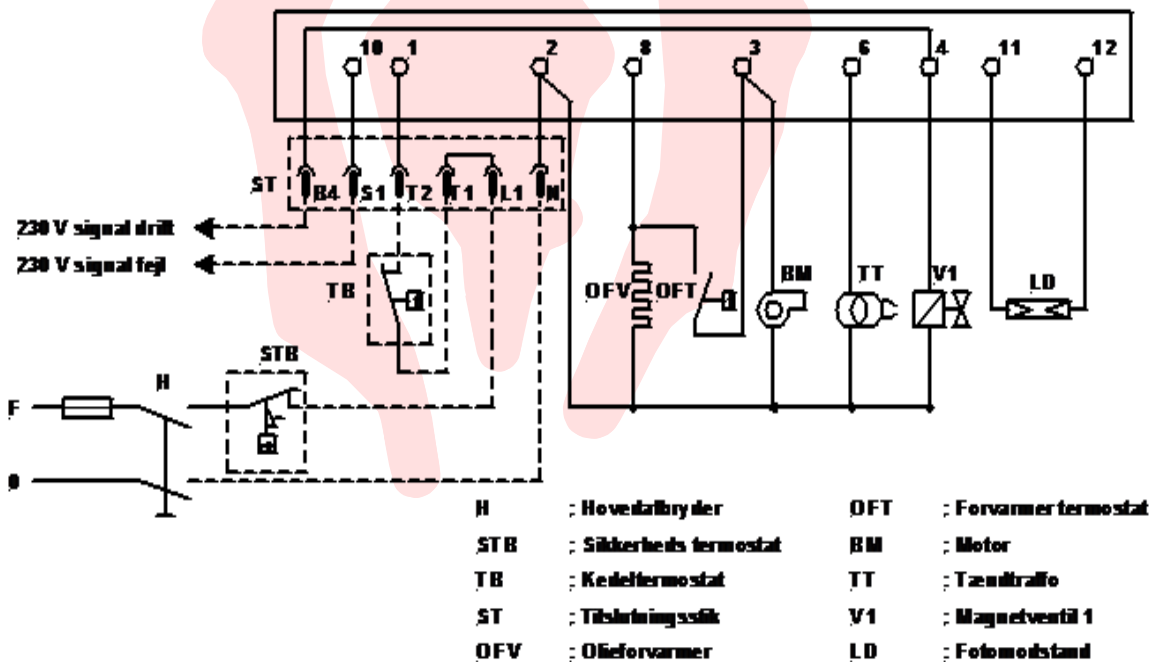 10 1 2 8 3 6 4 11 12
ST B4 S1 T2 T1 L1 N
230 V signal drift
230 V signal fejl
TB
OFV OFT BM TT V1 LD
STB
H
F
0
H ; Hovedafbryder
STB ; Sikkerheds termostat
TB ; Kedeltermostat
ST ; Tilslutningsstik
OFV ; Olieforvarmer
OFT ; Forvarmer termostat
BM ; Motor
TT ; Tændtrafo
V1 ; Magnetventil 1
LD ; Fotomodstand